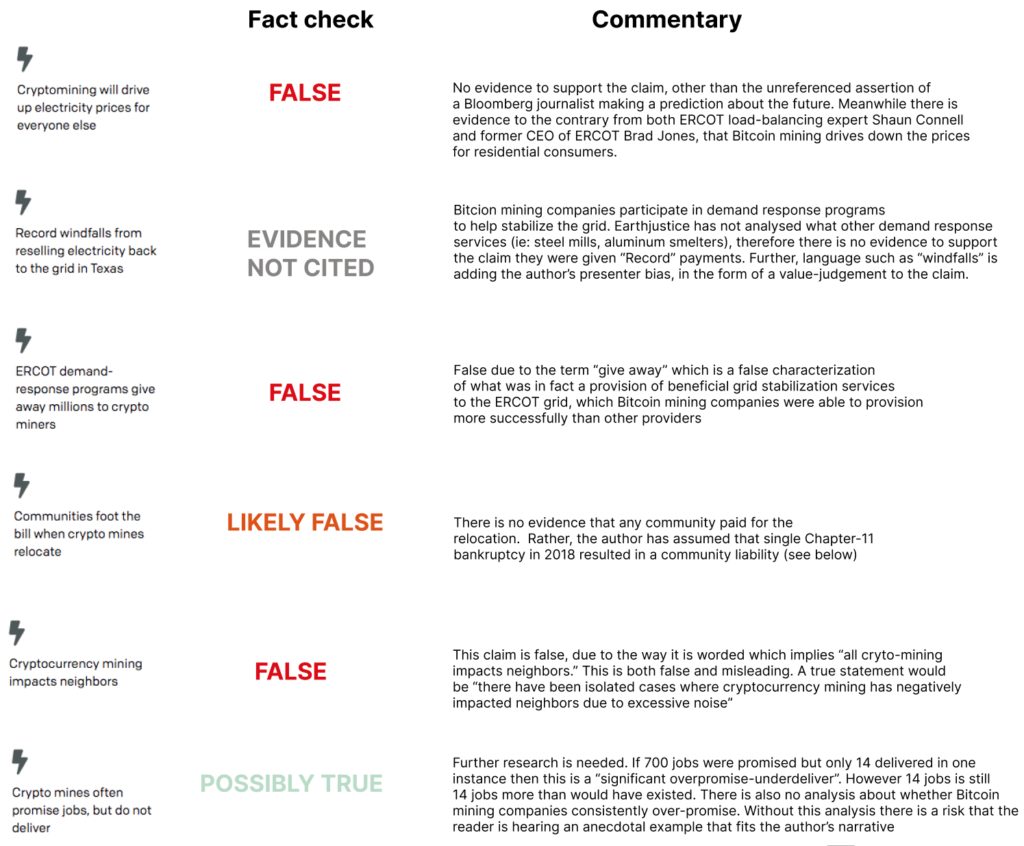 Fact check
Commentary
Cryptomining will drive
up electricity prices for
everyone else
FALSE
No evidence to support the claim, other than the unreferenced assertion of
a Bloomberg journalist making a prediction about the future. Meanwhile there is
evidence to the contrary from both ERCOT load-balancing expert Shaun Connell
and former CEO of ERCOT Brad Jones, that Bitcoin mining drives down the prices
for residential consumers.
Record windfalls from
reselling electricity back
to the grid in Texas
EVIDENCE
NOT CITED
Bitcion mining companies participate in demand response programs
to help stabilize the grid. Earthjustice has not analysed what other demand response
services (ie: steel mills, aluminum smelters), therefore there is no evidence to support
the claim they were given “Record” payments. Further, language such as “windfalls” is
adding the author’s presenter bias, in the form of a value-judgement to the claim.
ERCOT demand-
response programs give
away millions to crypto
miners
FALSE
False due to the term “give away” which is a false characterization
of what was in fact a provision of beneficial grid stabilization services
to the ERCOT grid, which Bitcoin mining companies were able to provision
more successfully than other providers
Communities foot the
bill when crypto mines
relocate
LIKELY FALSE
There is no evidence that any community paid for the
relocation.  Rather, the author has assumed that single Chapter-11
bankruptcy in 2018 resulted in a community liability (see below)
Cryptocurrency mining
impacts neighbors
FALSE
This claim is false, due to the way it is worded which implies “all cryto-mining
impacts neighbors.” This is both false and misleading. A true statement would
be “there have been isolated cases where cryptocurrency mining has negatively
impacted neighbors due to excessive noise”
Crypto mines often
promise jobs, but do not
deliver
POSSIBLY TRUE
Further research is needed. If 700 jobs were promised but only 14 delivered in one
instance then this is a “significant overpromise-underdeliver”. However 14 jobs is still
14 jobs more than would have existed. There is also no analysis about whether Bitcoin
mining companies consistently over-promise. Without this analysis there is a risk that the
reader is hearing an anecdotal example that fits the author’s narrative